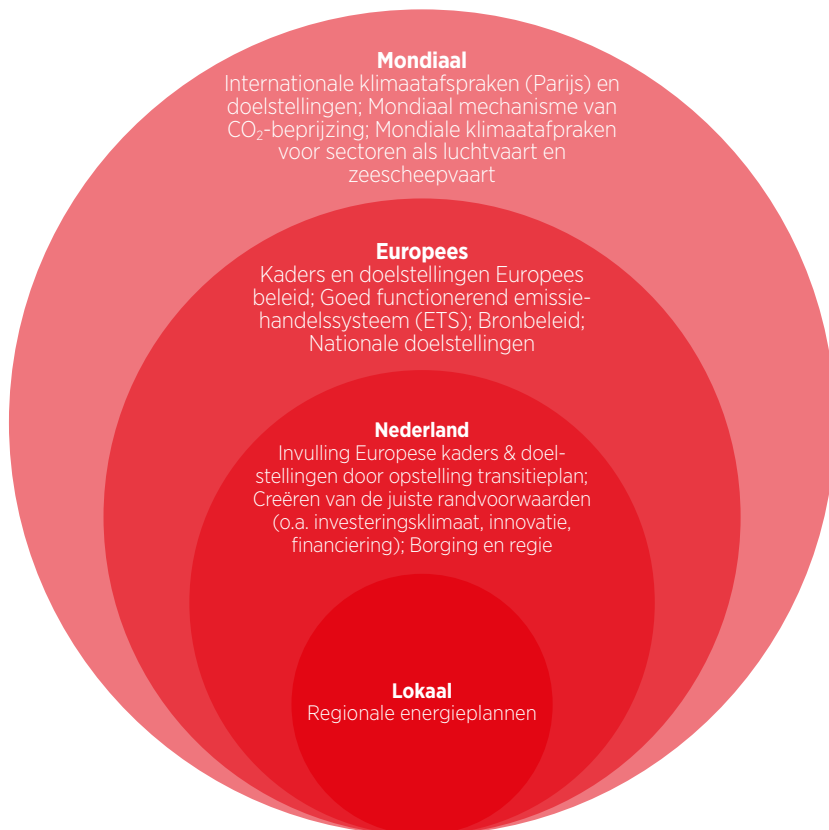 Mondiaal
Internationale klimaatafspraken (Parijs) en
doelstellingen; Mondiaal mechanisme van
CO₂-beprijzing; Mondiale klimaatafpraken
voor sectoren als luchtvaart en
zeescheepvaart
Europees
Kaders en doelstellingen Europees
beleid; Goed functionerend emissie-
handelssysteem (ETS); Bronbeleid;
Nationale doelstellingen
Nederland
Invulling Europese kaders & doel-
stellingen door opstelling transitieplan;
Creëren van de juiste randvoorwaarden
(o.a. investeringsklimaat, innovatie,
financiering); Borging en regie
Lokaal
Regionale energieplannen